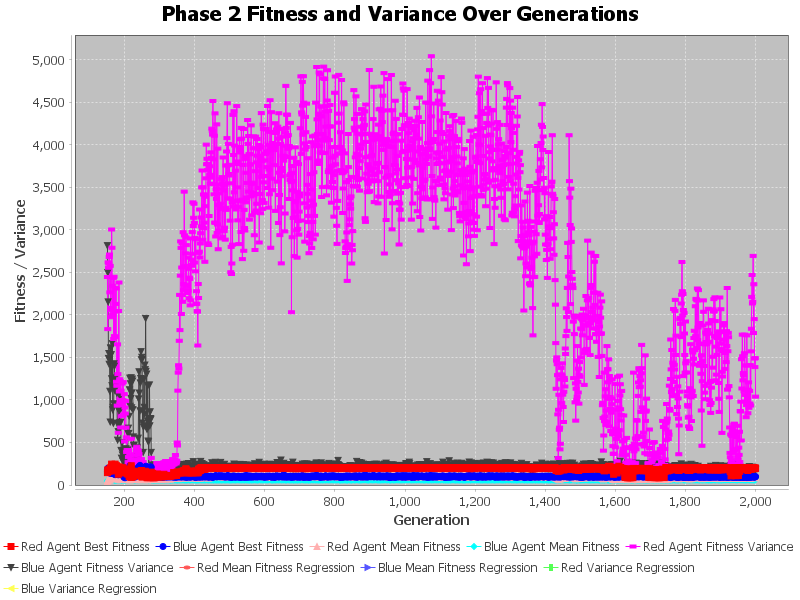 Phase 2 Fitness and Variance Over Generations
Fitness / Variance
5,000
4,500
4,000
3,500
3,000
2,500
2,000
1,500
1,000
500
0
200 400 600 800 1,000 1,200 1,400 1,600 1,800 2,000
Generation
Red Agent Best Fitness Blue Agent Best Fitness Red Agent Mean Fitness Blue Agent Mean Fitness Red Agent Fitness Variance
Blue Agent Fitness Variance Red Mean Fitness Regression Blue Mean Fitness Regression Red Variance Regression
Blue Variance Regression